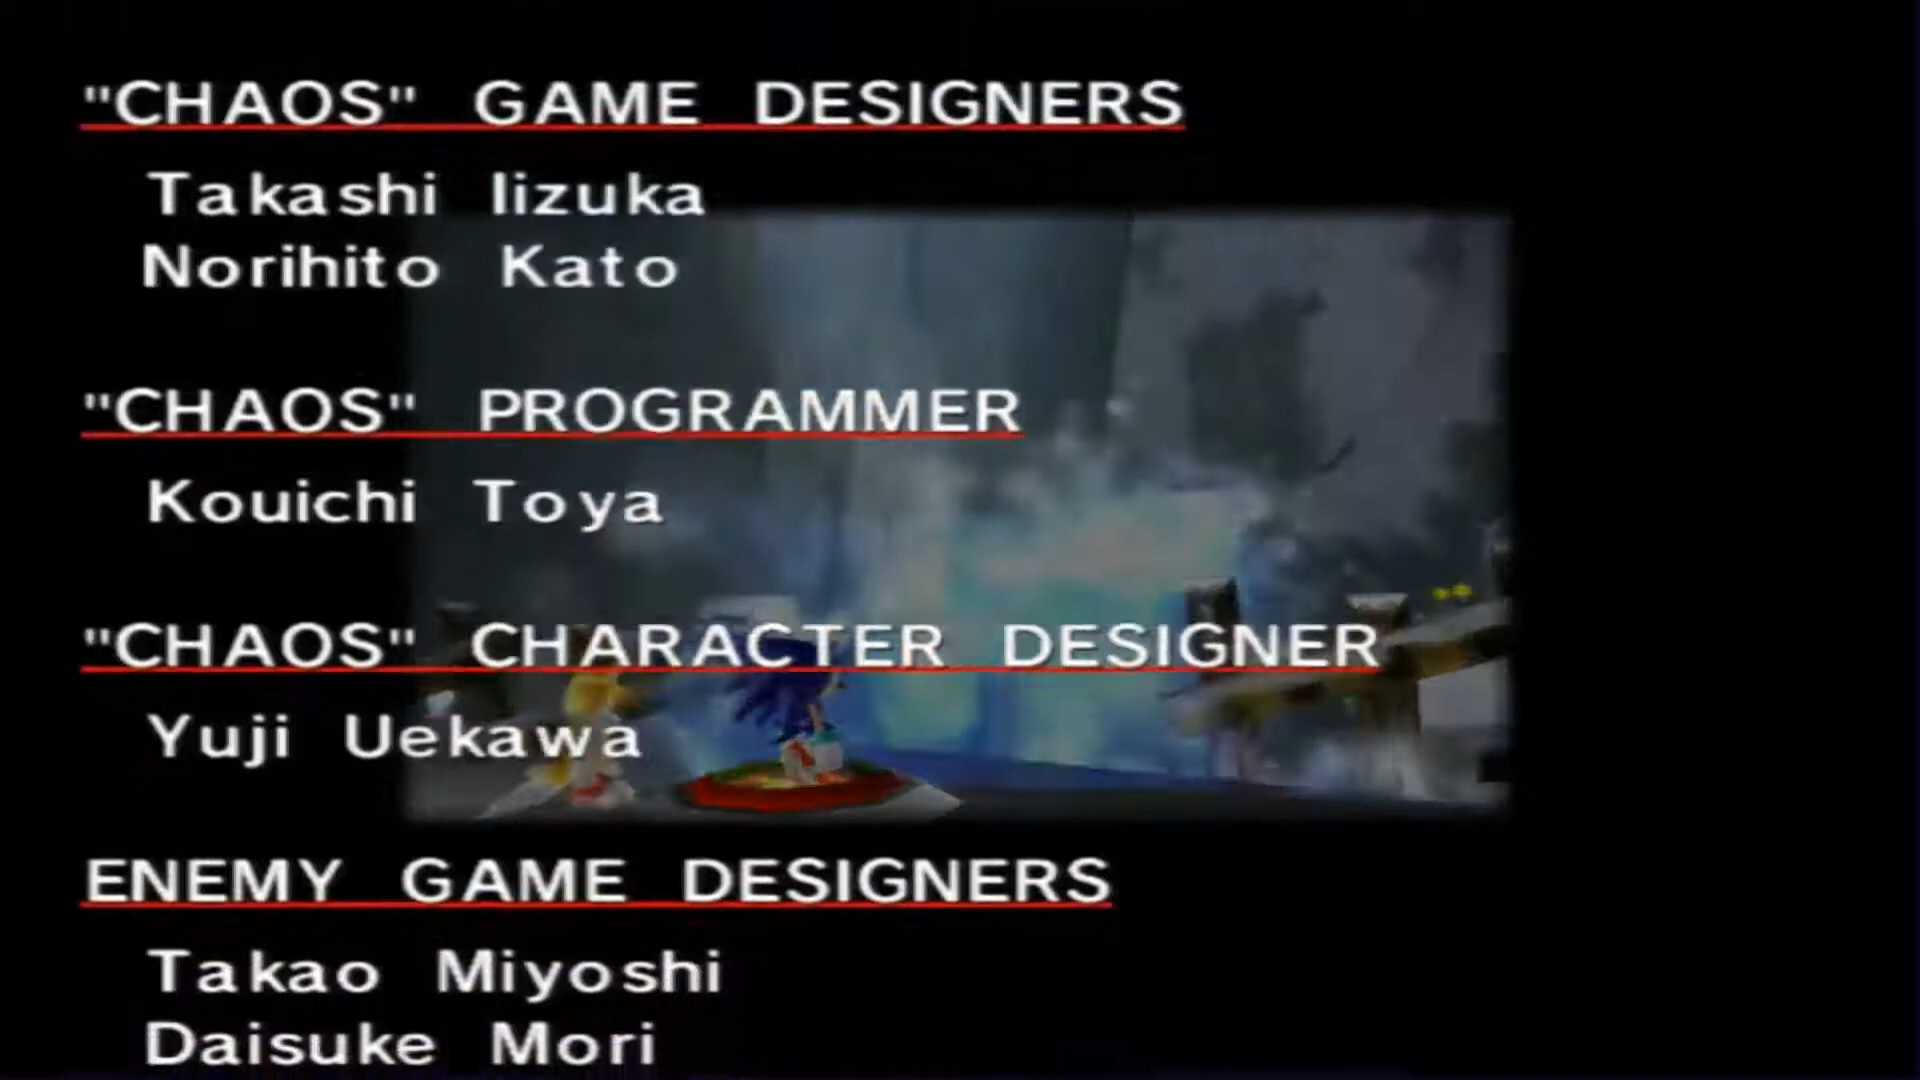 "CHAOS" GAME DESIGNERS
Takashi Iizuka
Norihito Kato
"CHAOS" PROGRAMMER
Kouichi Toya
"CHAOS" CHARACTER DESIGNER
Yuji Uekawa
ENEMY GAME DESIGNERS
Takao Miyoshi
Daisuke Mori